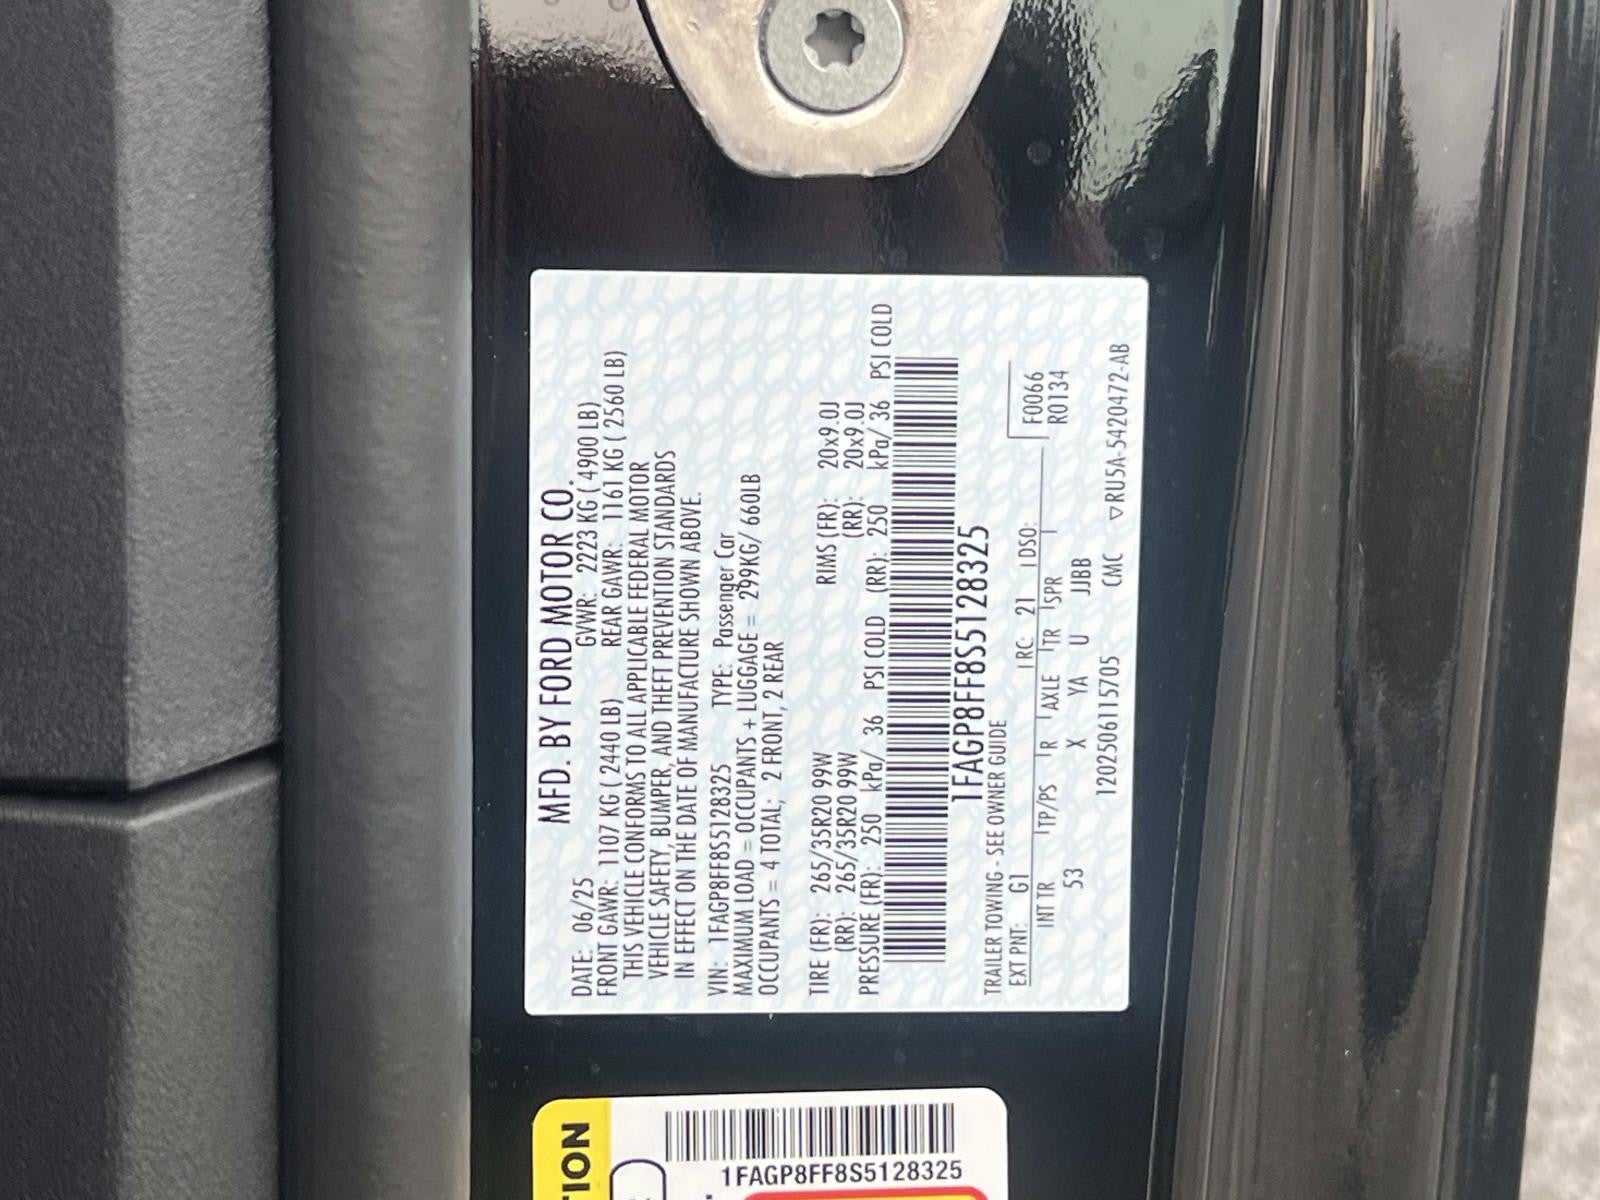 MFD. BY FORD MOTOR CO.
DATE: 06/25 GVWR: 2223 KG ( 4900 LB)
FRONT GAWR: 1107 KG ( 2440 LB) REAR GAWR: 1161 KG ( 2560 LB)
THIS VEHICLE CONFORMS TO ALL APPLICABLE FEDERAL MOTOR
VEHICLE SAFETY, BUMPER, AND THEFT PREVENTION STANDARDS
IN EFFECT ON THE DATE OF MANUFACTURE SHOWN ABOVE.
VIN: 1FAGP8FF8S5128325 TYPE: Passenger Car
MAXIMUM LOAD = OCCUPANTS + LUGGAGE = 299KG/ 660LB
OCCUPANTS = 4 TOTAL; 2 FRONT, 2 REAR
TIRE (FR): 265/35R20 99W RIMS (FR): 20x9.0J
(RR): 265/35R20 99W (RR): 20x9.0J
PRESSURE (FR): 250 kPa/ 36 PSI COLD (RR): 250 kPa/ 36 PSI COLD
1FAGP8FF8S5128325
TRAILER TOWING - SEE OWNER GUIDE
EXT PNT: G1 RC: 21 DSO: F0066
INT TR TP/PS R AXLE TR SPR R0134
53 X YA U JJBB
1202506115705 CMC ▽RU5A-5420472-AB
TION
1FAGP8FF8S5128325